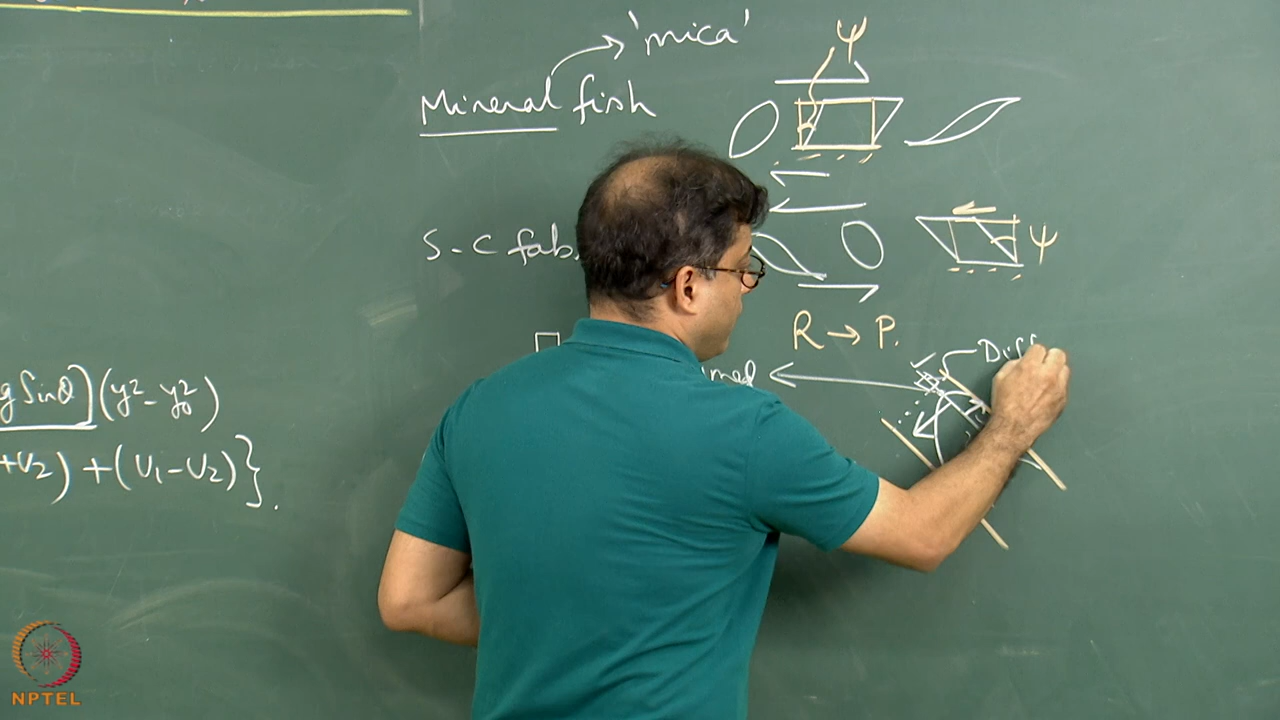 'mica'
ψ
Mineral fish
S-C fab.
ψ
R → P.
Diff
g Sinθ](y² - y₀²)
+U₂) + (U₁ - U₂)}.
NPTEL